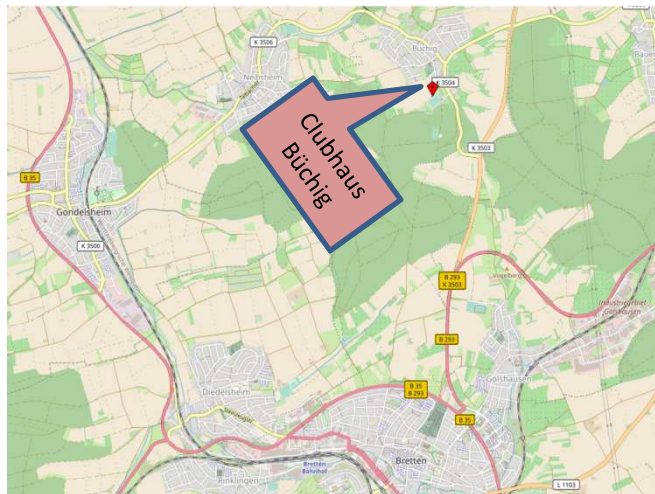 K 3506
Büchig
Neibsheim
K 3504
Clubhaus
Büchig
K 3503
B 35
Gondelsheim
K 3500
B 293
K 3503
B 293
Industriegebiet
Gölshausen
Gölshausen
Diedelsheim
B 35
B 293
B 35
Bretten
Bahnhof
Bretten
Rinklingen
L 1103